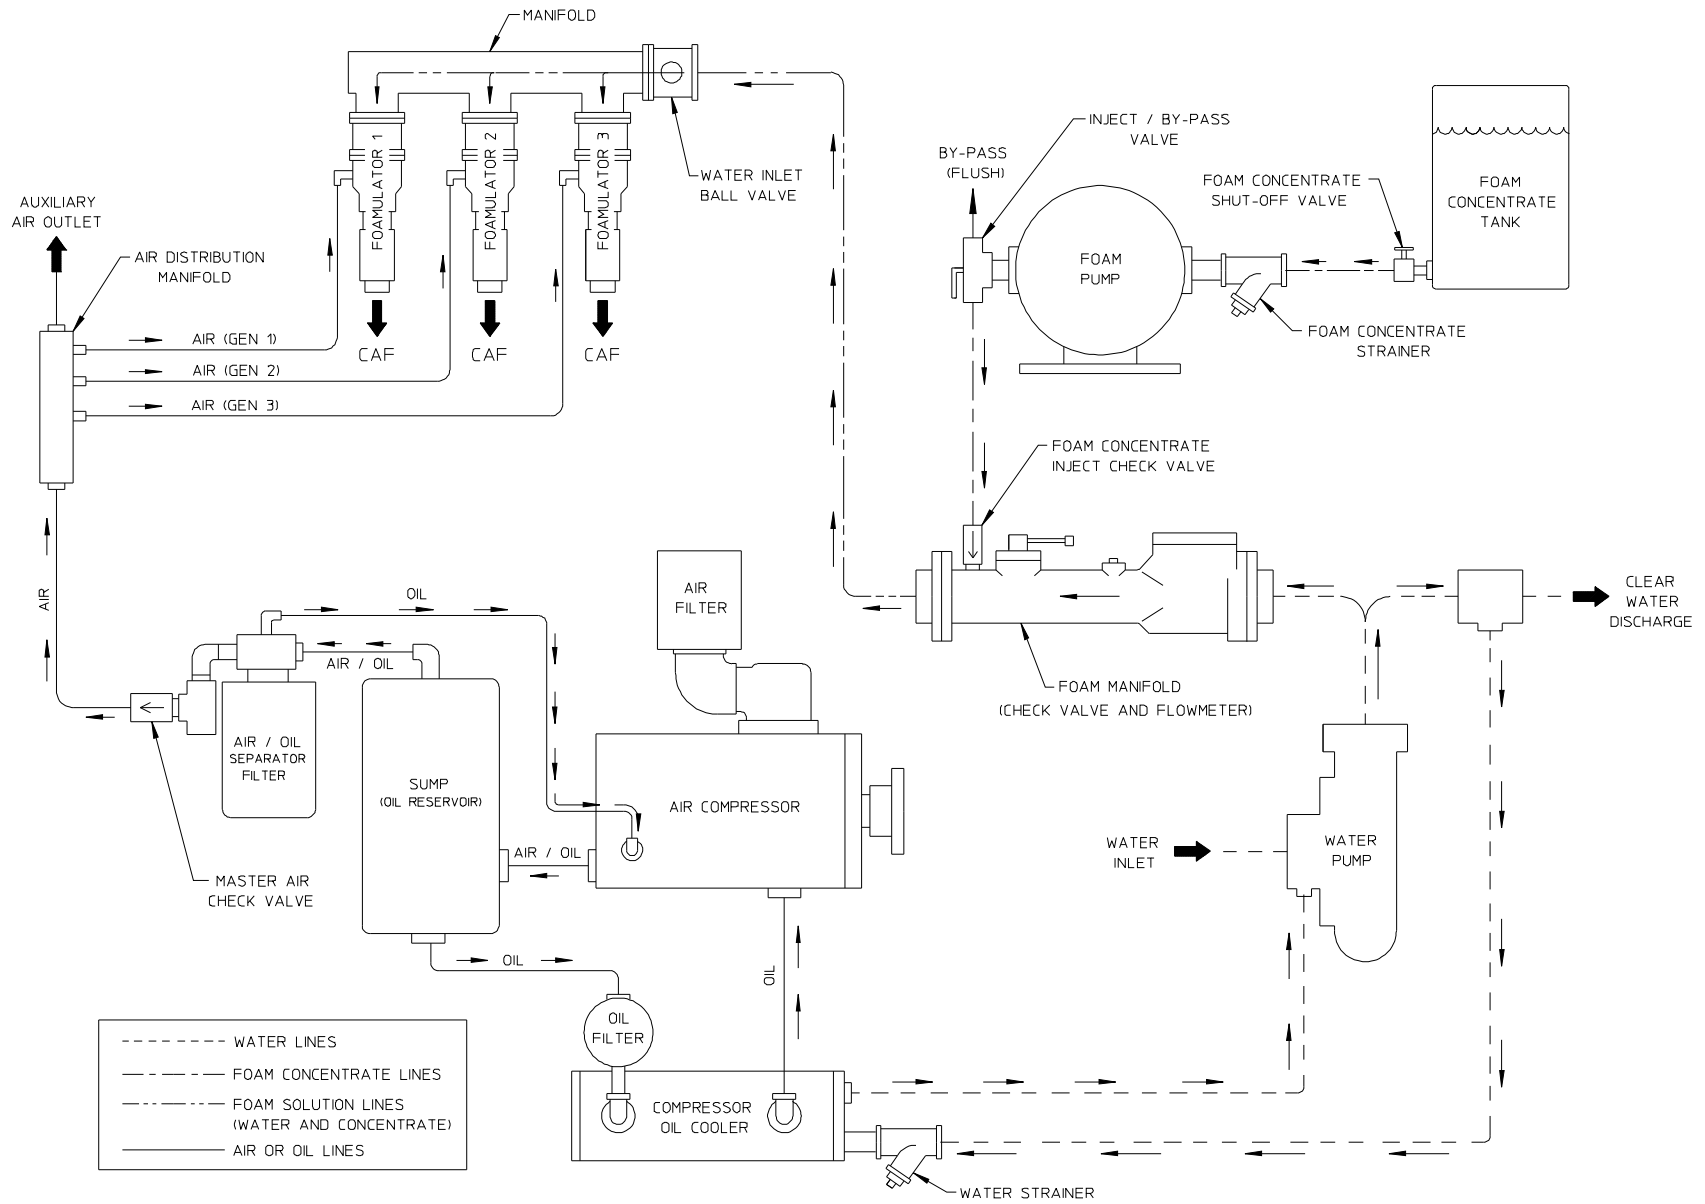 MANIFOLD
FOAMULATOR 1
FOAMULATOR 2
FOAMULATOR 3
WATER INLET
BALL VALVE
CAF
CAF
CAF
AUXILIARY
AIR OUTLET
AIR DISTRIBUTION
MANIFOLD
AIR (GEN 1)
AIR (GEN 2)
AIR (GEN 3)
INJECT / BY-PASS
VALVE
BY-PASS
(FLUSH)
FOAM
PUMP
FOAM CONCENTRATE
SHUT-OFF VALVE
FOAM
CONCENTRATE
TANK
FOAM CONCENTRATE
STRAINER
FOAM CONCENTRATE
INJECT CHECK VALVE
FOAM MANIFOLD
(CHECK VALVE AND FLOWMETER)
CLEAR
WATER
DISCHARGE
AIR
OIL
AIR / OIL
AIR
FILTER
AIR / OIL
SEPARATOR
FILTER
SUMP
(OIL RESERVOIR)
AIR COMPRESSOR
AIR / OIL
MASTER AIR
CHECK VALVE
WATER
INLET
WATER
PUMP
OIL
OIL
OIL
FILTER
COMPRESSOR
OIL COOLER
WATER STRAINER
WATER LINES
FOAM CONCENTRATE LINES
FOAM SOLUTION LINES
(WATER AND CONCENTRATE)
AIR OR OIL LINES